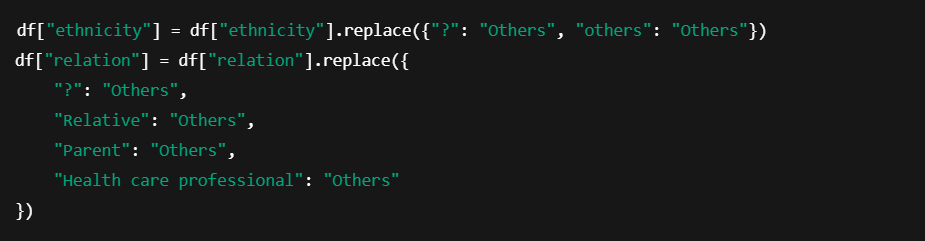 df["ethnicity"] = df["ethnicity"].replace({"?": "Others", "others": "Others"})
df["relation"] = df["relation"].replace({
    "?": "Others",
    "Relative": "Others",
    "Parent": "Others",
    "Health care professional": "Others"
})